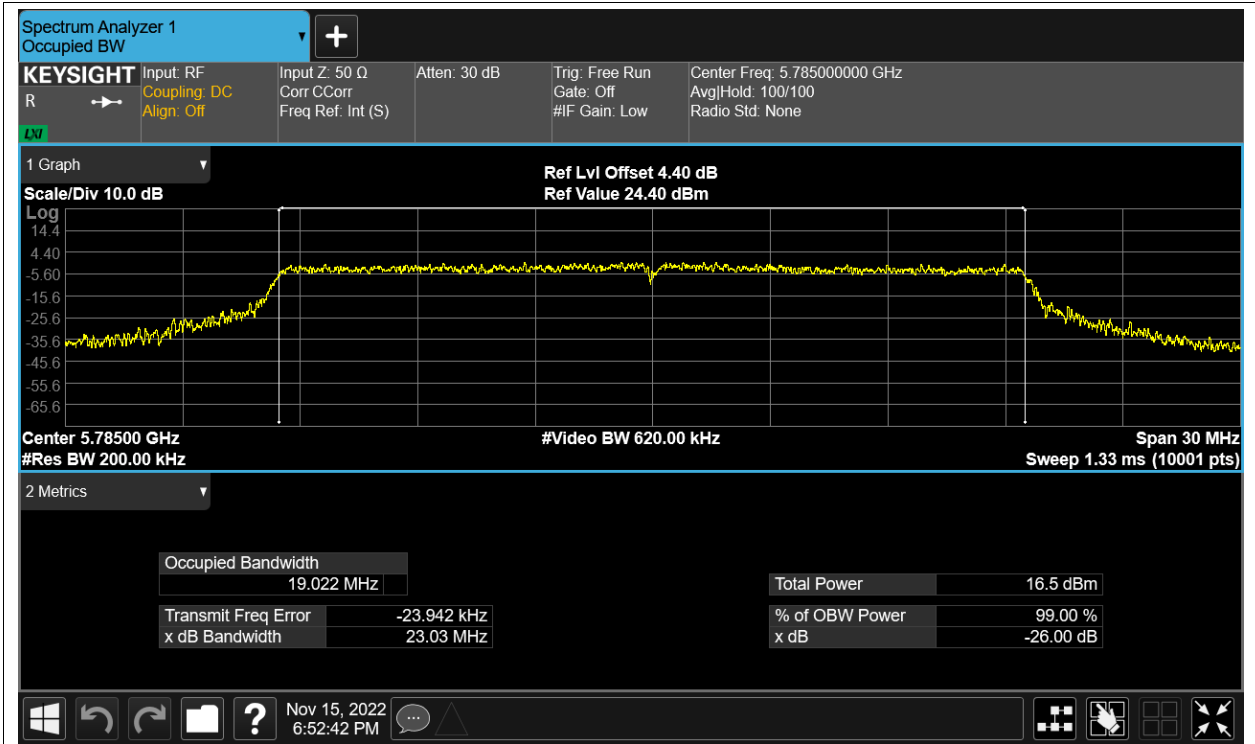 Spectrum Analyzer 1
Occupied BW
KEYSIGHT
R
LXI
Input: RF
Coupling: DC
Align: Off
Input Z: 50 Ω
Corr CCorr
Freq Ref: Int (S)
Atten: 30 dB
Trig: Free Run
Gate: Off
#IF Gain: Low
Center Freq: 5.785000000 GHz
Avg|Hold: 100/100
Radio Std: None
1 Graph
Scale/Div 10.0 dB
Ref Lvl Offset 4.40 dB
Ref Value 24.40 dBm
Log
14.4
4.40
-5.60
-15.6
-25.6
-35.6
-45.6
-55.6
-65.6
Center 5.78500 GHz
#Video BW 620.00 kHz
Span 30 MHz
#Res BW 200.00 kHz
Sweep 1.33 ms (10001 pts)
2 Metrics
Occupied Bandwidth
19.022 MHz
Transmit Freq Error -23.942 kHz
x dB Bandwidth 23.03 MHz
Total Power 16.5 dBm
% of OBW Power 99.00 %
x dB -26.00 dB
?
Nov 15, 2022
6:52:42 PM